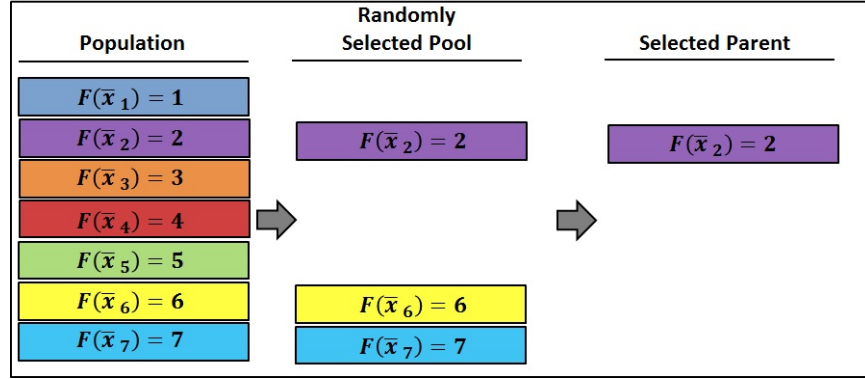 Population
Randomly
Selected Pool
Selected Parent
F(x̄ ₁) = 1
F(x̄ ₂) = 2
F(x̄ ₃) = 3
F(x̄ ₄) = 4
F(x̄ ₅) = 5
F(x̄ ₆) = 6
F(x̄ ₇) = 7
F(x̄ ₂) = 2
F(x̄ ₆) = 6
F(x̄ ₇) = 7
F(x̄ ₂) = 2